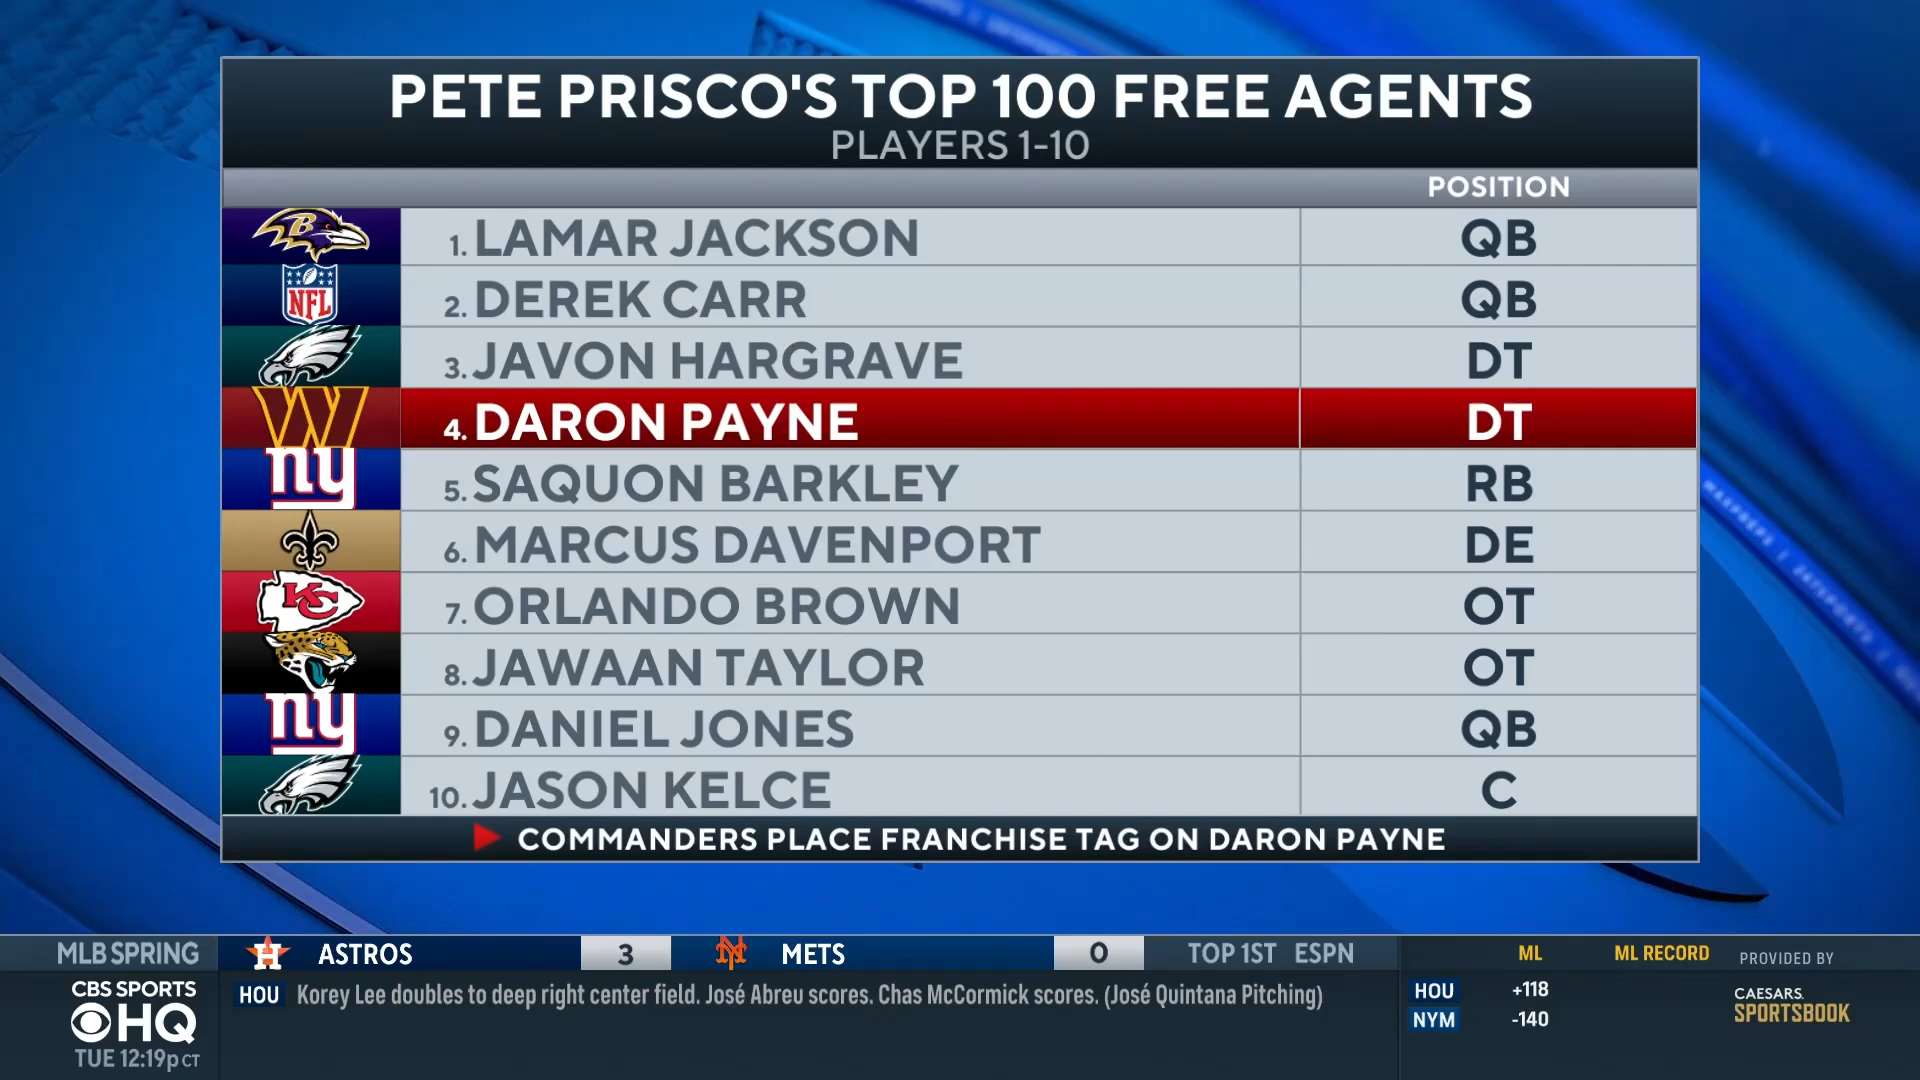 PETE PRISCO'S TOP 100 FREE AGENTS
PLAYERS 1-10
POSITION
1. LAMAR JACKSON QB
NFL
2. DEREK CARR QB
3. JAVON HARGRAVE DT
W
4. DARON PAYNE DT
ny
5. SAQUON BARKLEY RB
6. MARCUS DAVENPORT DE
KC
7. ORLANDO BROWN OT
8. JAWAAN TAYLOR OT
ny
9. DANIEL JONES QB
10. JASON KELCE C
COMMANDERS PLACE FRANCHISE TAG ON DARON PAYNE
MLB SPRING H ASTROS 3 NY METS 0 TOP 1ST ESPN ML ML RECORD PROVIDED BY
CBS SPORTS HQ
TUE 12:19p CT
HOU Korey Lee doubles to deep right center field. José Abreu scores. Chas McCormick scores. (José Quintana Pitching)
HOU +118
NYM -140
CAESARS
SPORTSBOOK